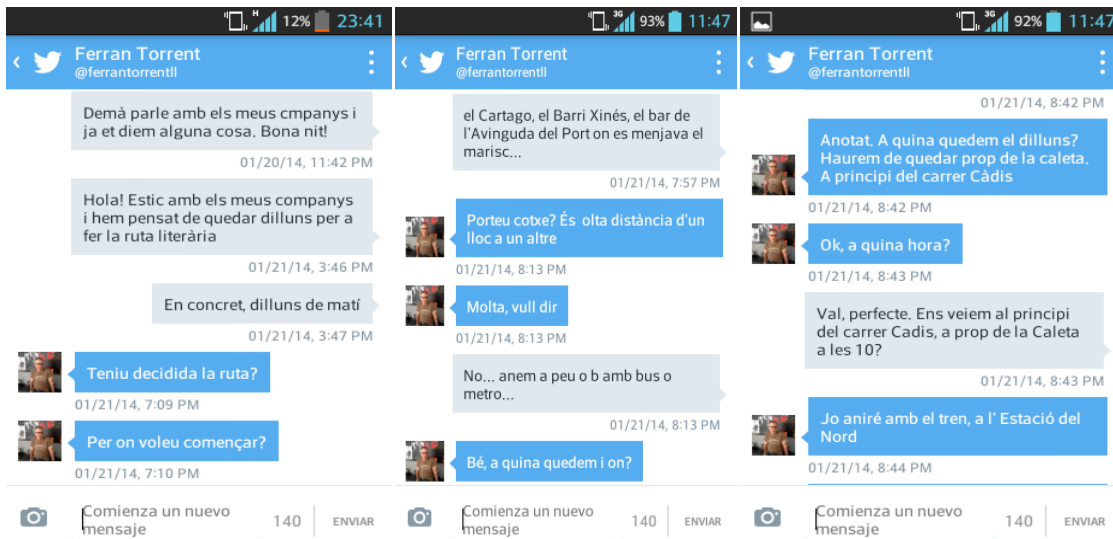 H 12% 23:41
Ferran Torrent
@ferrantorrentll
Demà parle amb els meus cmpanys i
ja et diem alguna cosa. Bona nit!
01/20/14, 11:42 PM
Hola! Estic amb els meus companys
i hem pensat de quedar dilluns per a
fer la ruta literària
01/21/14, 3:46 PM
En concret, dilluns de matí
01/21/14, 3:47 PM
Teniu decidida la ruta?
01/21/14, 7:09 PM
Per on voleu començar?
01/21/14, 7:10 PM
Comienza un nuevo
mensaje
140
ENVIAR
3G 93% 11:47
Ferran Torrent
@ferrantorrentll
el Cartago, el Barri Xinés, el bar de
l'Avinguda del Port on es menjava el
marisc...
01/21/14, 7:57 PM
Porteu cotxe? És olta distància d'un
lloc a un altre
01/21/14, 8:13 PM
Molta, vull dir
01/21/14, 8:13 PM
No... anem a peu o b amb bus o
metro...
01/21/14, 8:13 PM
Bé, a quina quedem i on?
Comienza un nuevo
mensaje
140
ENVIAR
3G 92% 11:47
Ferran Torrent
@ferrantorrentll
01/21/14, 8:42 PM
Anotat. A quina quedem el dilluns?
Haurem de quedar prop de la caleta.
A principi del carrer Càdis
01/21/14, 8:42 PM
Ok, a quina hora?
01/21/14, 8:43 PM
Val, perfecte. Ens veiem al principi
del carrer Cadis, a prop de la Caleta
a les 10?
01/21/14, 8:43 PM
Jo aniré amb el tren, a l' Estació del
Nord
01/21/14, 8:44 PM
Comienza un nuevo
mensaje
140
ENVIAR